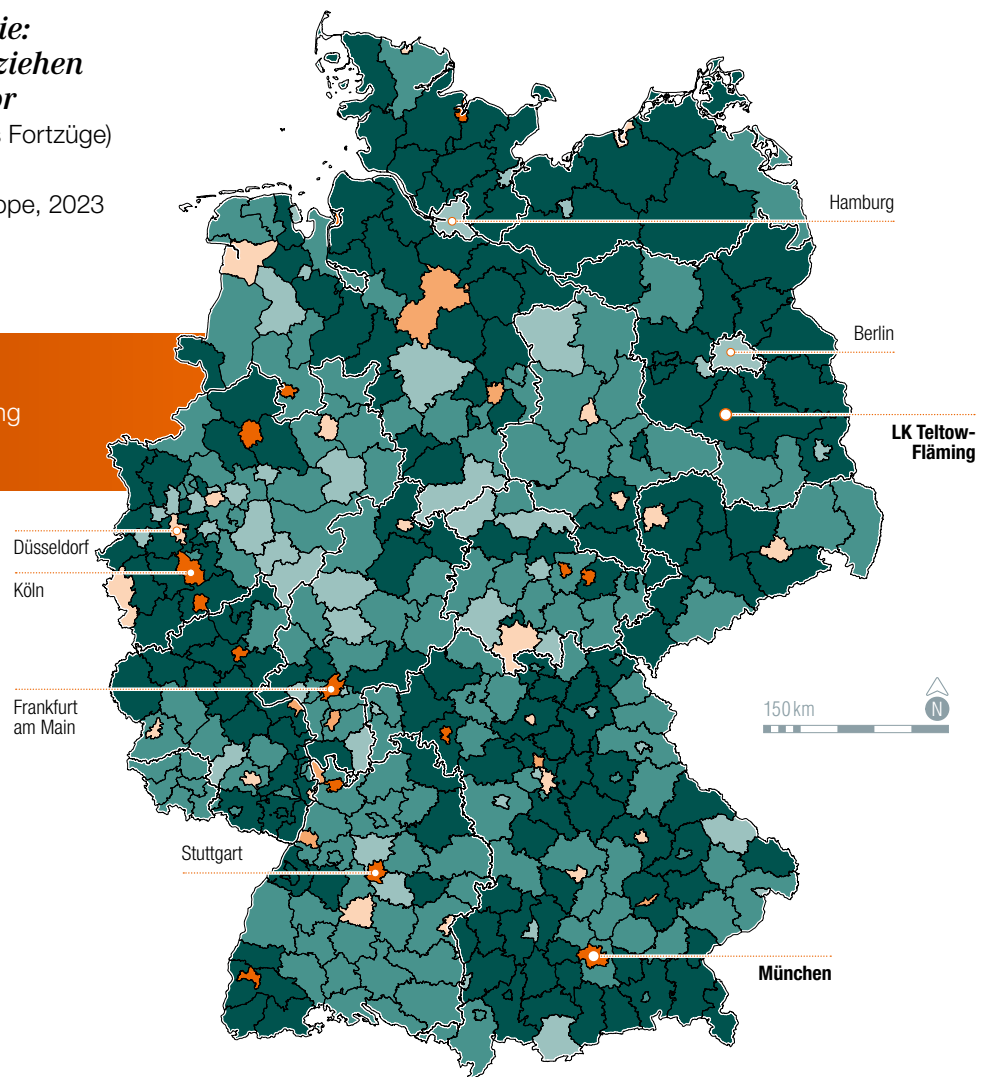 ie:
ziehen
or
s Fortzüge)
ppe, 2023
ng
Hamburg
Berlin
LK Teltow-
Fläming
Düsseldorf
Köln
Frankfurt
am Main
150 km
N
Stuttgart
München